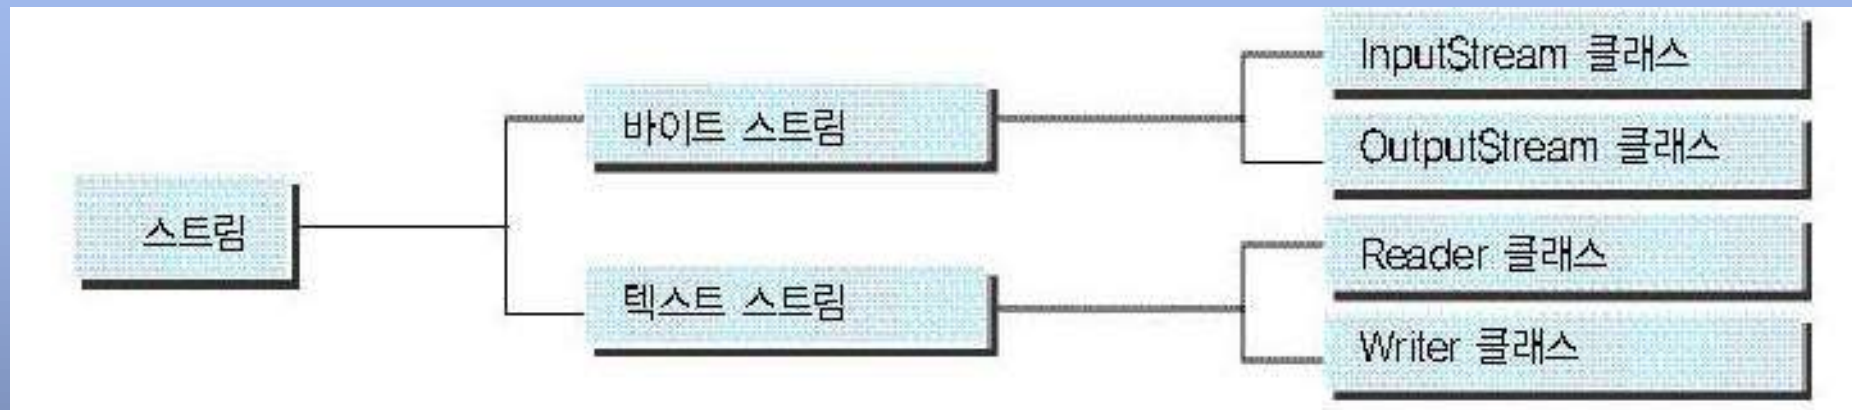 스트림
바이트 스트림
텍스트 스트림
InputStream 클래스
OutputStream 클래스
Reader 클래스
Writer 클래스